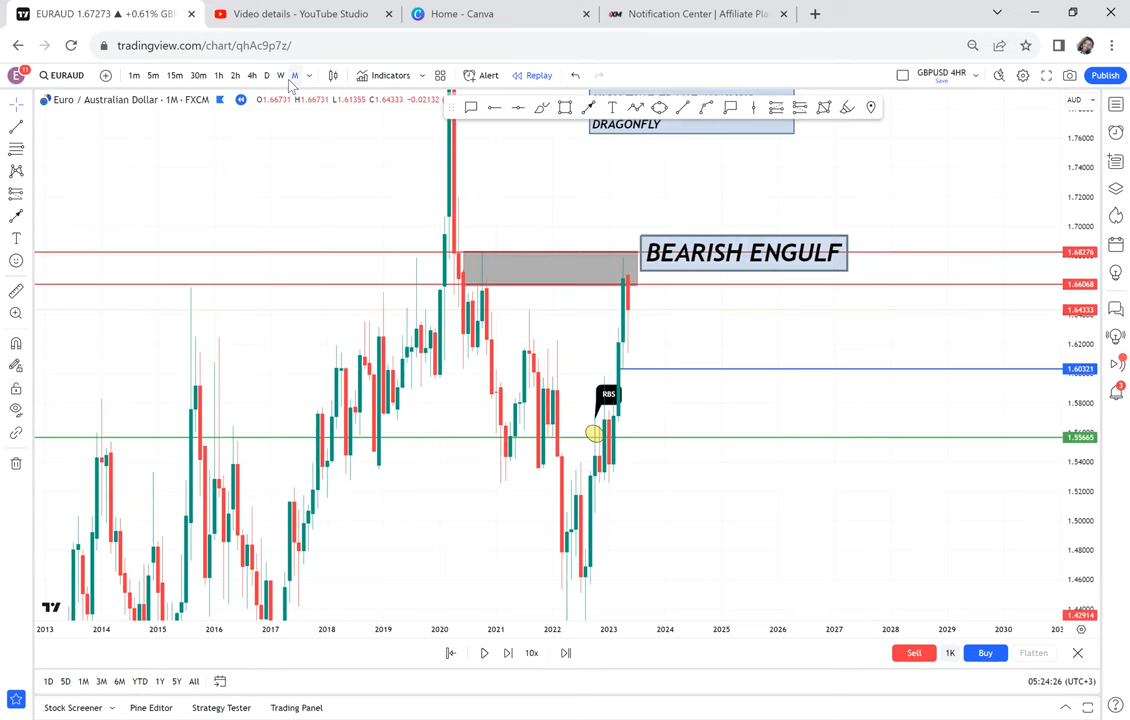 EURAUD 1.67273 ▲ +0.61% GBP
Video details - YouTube Studio
Home - Canva
Notification Center | Affiliate Pla
tradingview.com/chart/qhAc9p7z/
E
11
EURAUD
1m 5m 15m 30m 1h 2h 4h D W M
Indicators
Alert
Replay
GBPUSD 4HR
Save
Publish
Euro / Australian Dollar · 1M · FXCM
O1.66731 H1.66731 L1.61355 C1.64333 −0.02132
AUD
DRAGONFLY
1.76000
1.74000
1.72000
1.70000
BEARISH ENGULF
1.68276
1.66068
1.64333
1.62000
1.60321
RBS
1.58000
1.55665
1.54000
1.52000
1.50000
1.48000
1.46000
1.42914
2013 2014 2015 2016 2017 2018 2019 2020 2021 2022 2023 2024 2025 2026 2027 2028 2029 2030
10x
Sell 1K Buy Flatten
1D 5D 1M 3M 6M YTD 1Y 5Y All
05:24:26 (UTC+3)
Stock Screener Pine Editor Strategy Tester Trading Panel
3